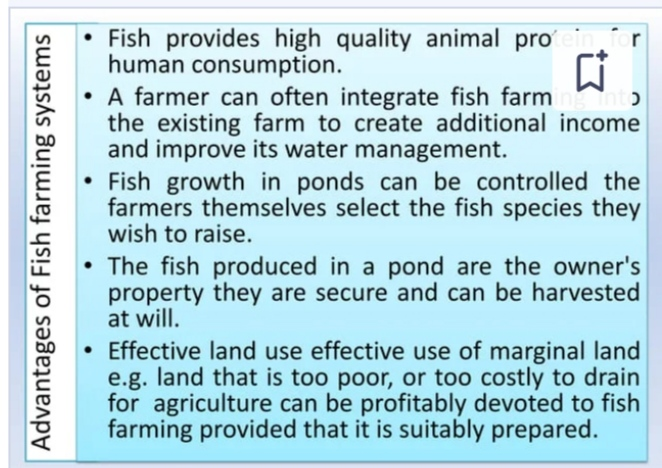 Advantages of Fish farming systems
• Fish provides high quality animal protein for
human consumption.
• A farmer can often integrate fish farming into
the existing farm to create additional income
and improve its water management.
• Fish growth in ponds can be controlled the
farmers themselves select the fish species they
wish to raise.
• The fish produced in a pond are the owner's
property they are secure and can be harvested
at will.
• Effective land use effective use of marginal land
e.g. land that is too poor, or too costly to drain
for agriculture can be profitably devoted to fish
farming provided that it is suitably prepared.